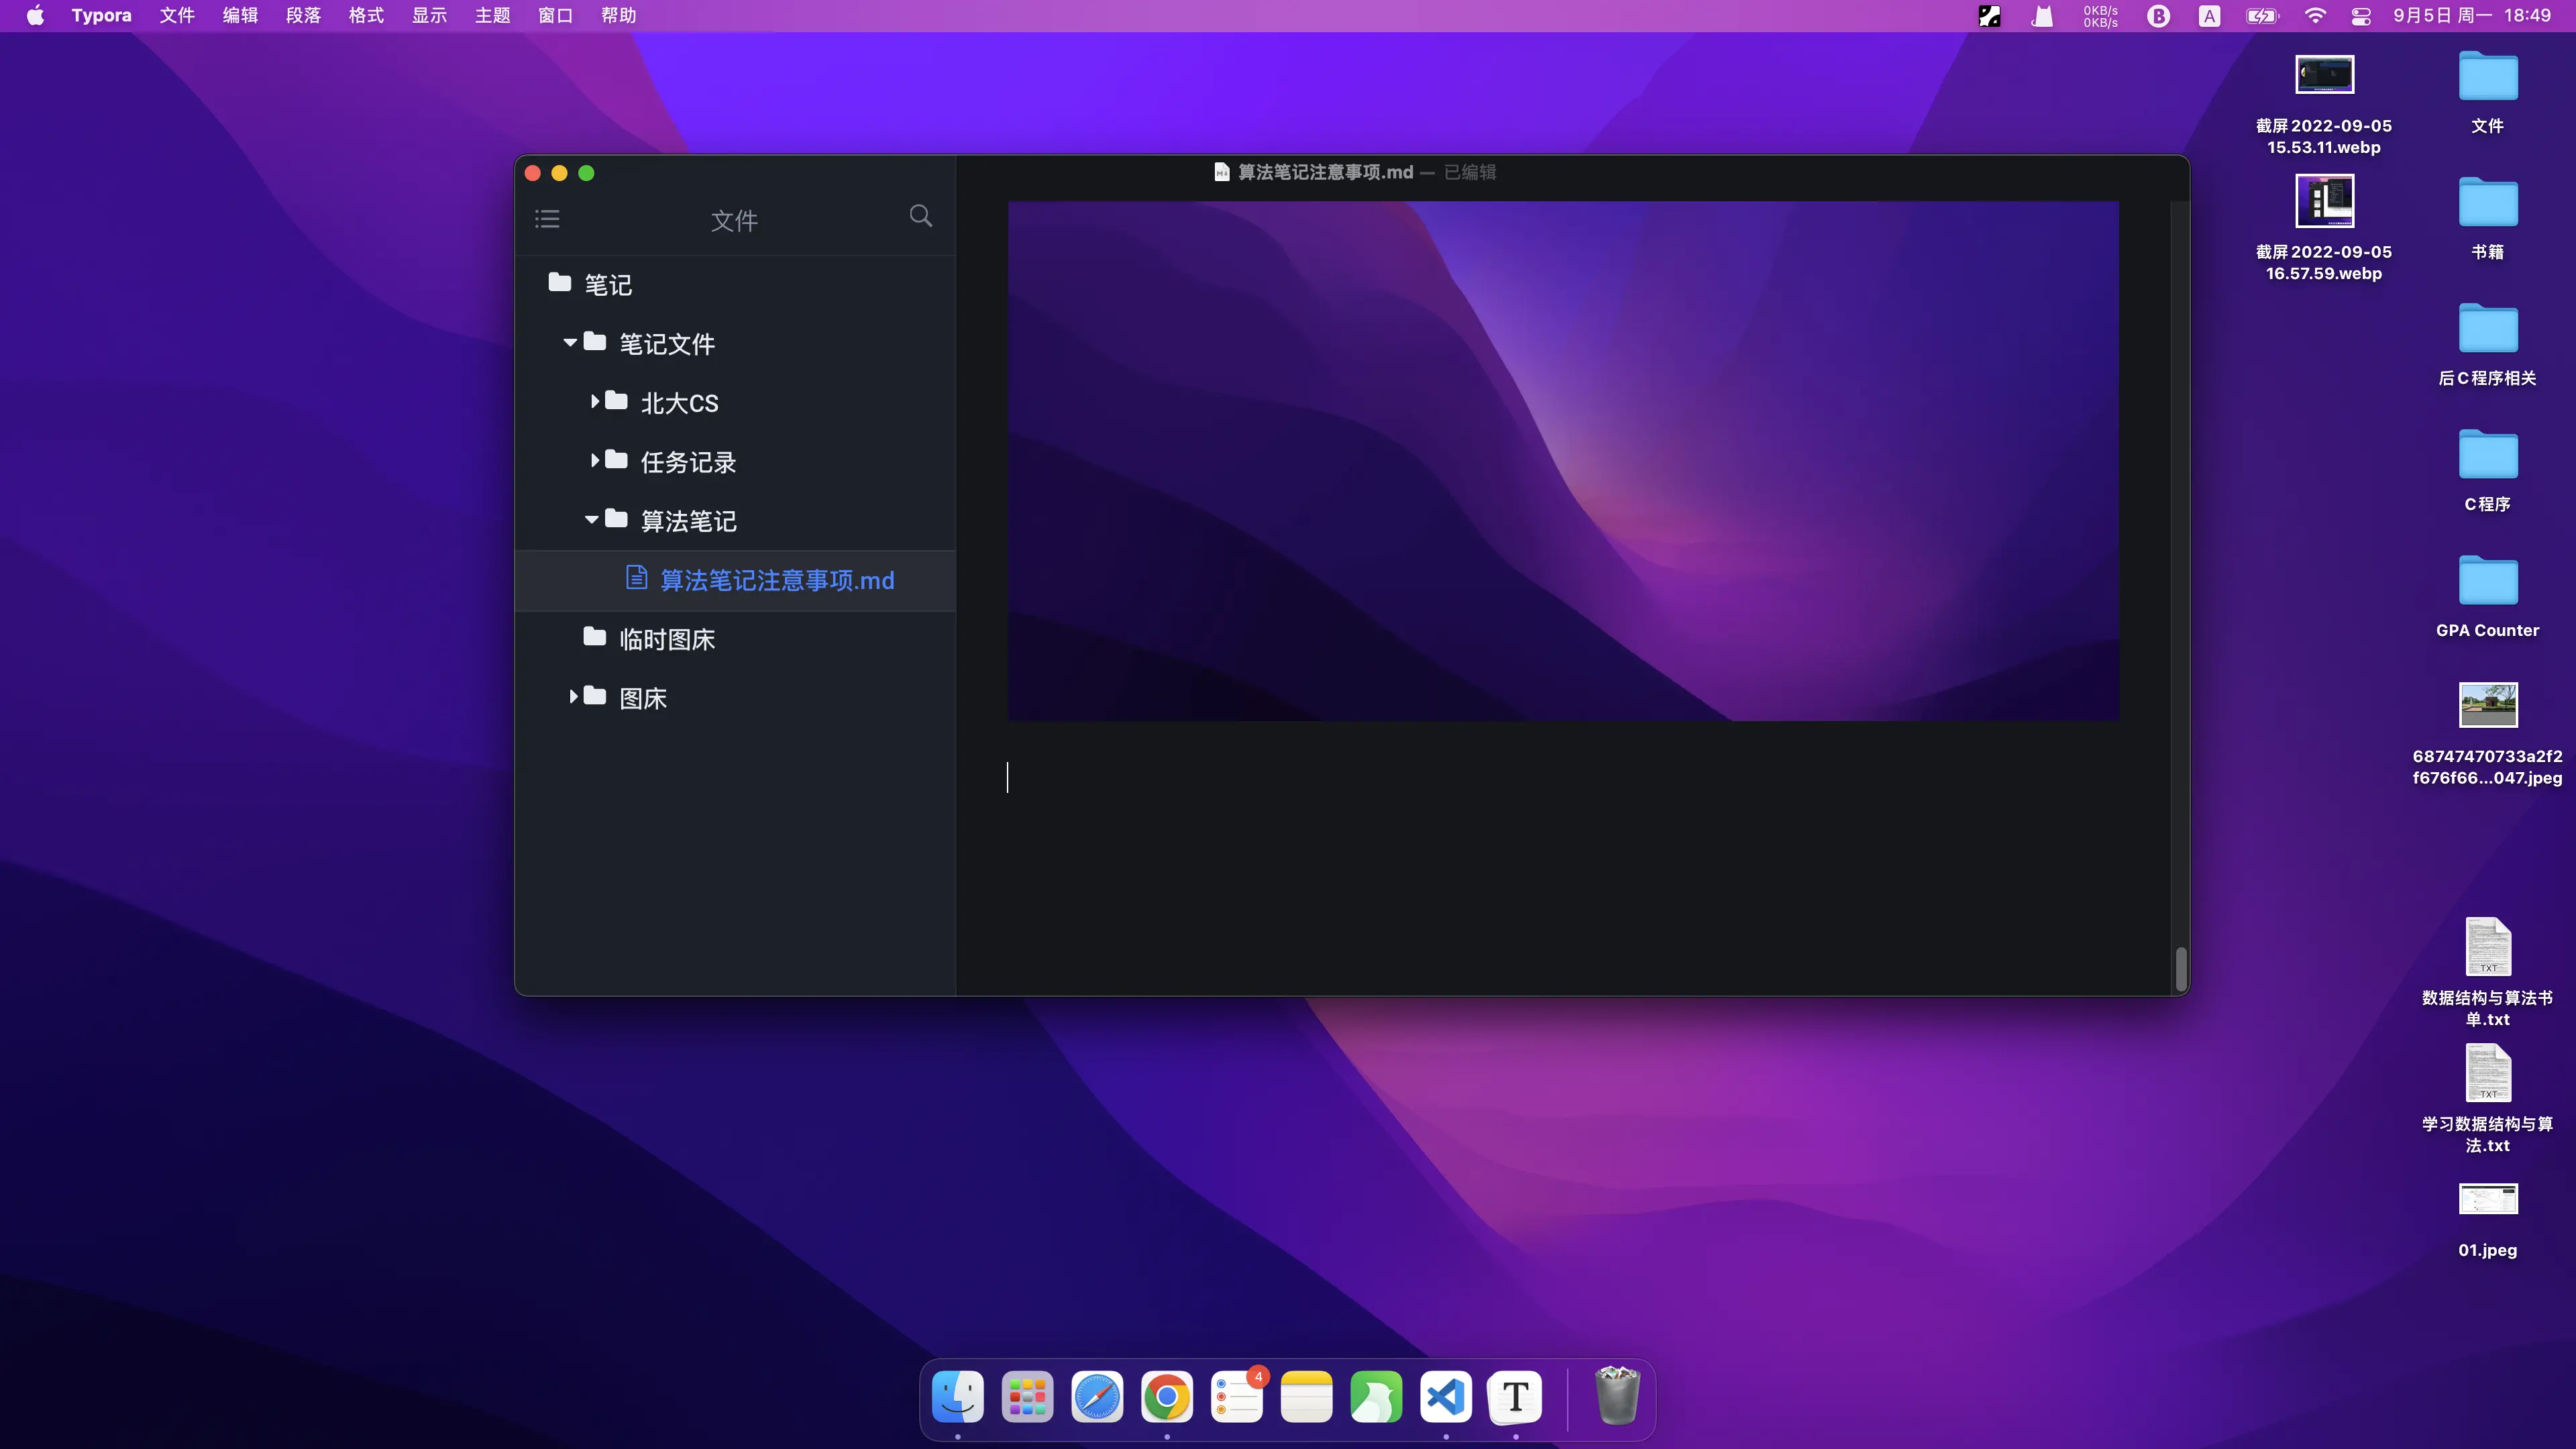 Typora 文件 编辑 段落 格式 显示 主题 窗口 帮助
0KB/s
0KB/s
B
A
9月5日 周一 18:49
算法笔记注意事项.md — 已编辑
文件
笔记
笔记文件
北大CS
任务记录
算法笔记
算法笔记注意事项.md
临时图床
图床
截屏2022-09-05
15.53.11.webp
截屏2022-09-05
16.57.59.webp
文件
书籍
后C程序相关
C程序
GPA Counter
68747470733a2f2
f676f66...047.jpeg
TXT
数据结构与算法书
单.txt
TXT
学习数据结构与算
法.txt
01.jpeg
4
T